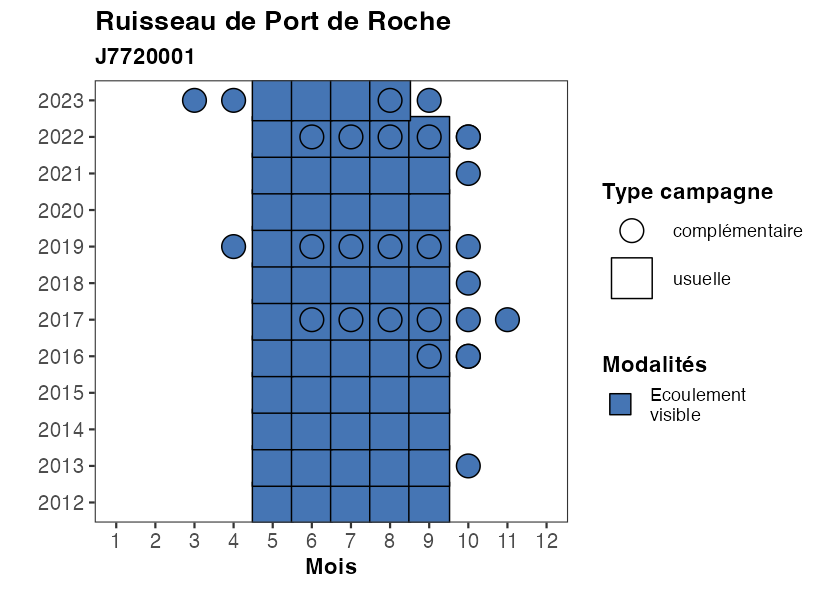 Ruisseau de Port de Roche
J7720001
2023
2022
2021
2020
2019
2018
2017
2016
2015
2014
2013
2012
1 2 3 4 5 6 7 8 9 10 11 12
Mois
Type campagne
complémentaire
usuelle
Modalités
Ecoulement
visible